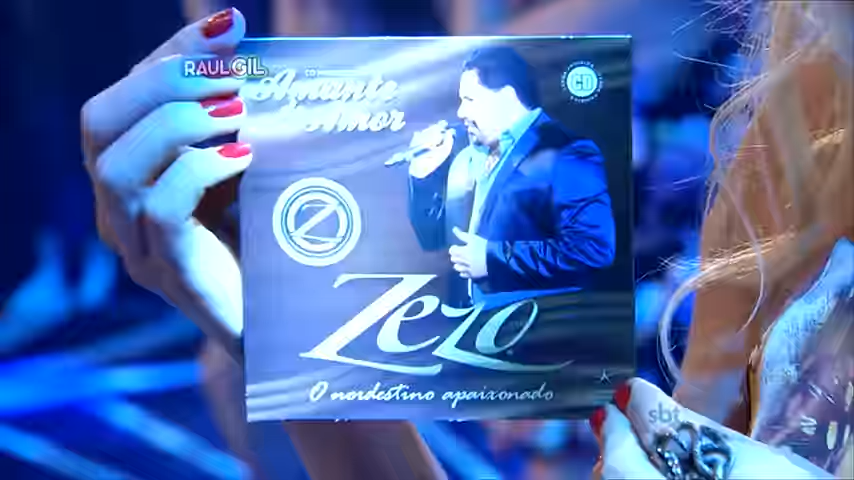 RAUL GIL
Amante
Amor
CD
Z
Zezo
O nordestino apaixonado
sbt